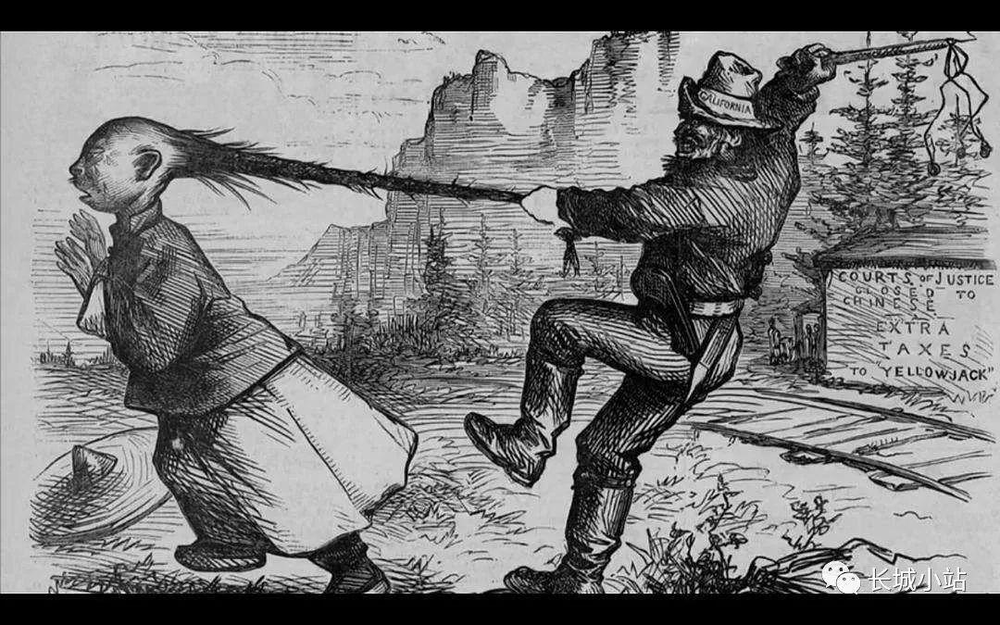 CALIFORNIA
COURTS OF JUSTICE
CLOSED TO
CHINESE
EXTRA
TAXES
TO "YELLOWJACK"
长城小站